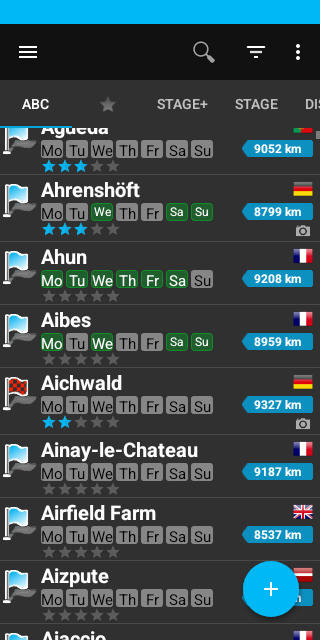 ABC STAGE+ STAGE DIS
Agueda
Mo Tu We Th Fr Sa Su 9052 km
Ahrenshöft
Mo Tu We Th Fr Sa Su 8799 km
Ahun
Mo Tu We Th Fr Sa Su 9208 km
Aibes
Mo Tu We Th Fr Sa Su 8959 km
Aichwald
Mo Tu We Th Fr Sa Su 9327 km
Ainay-le-Chateau
Mo Tu We Th Fr Sa Su 9187 km
Airfield Farm
Mo Tu We Th Fr Sa Su 8537 km
Aizpute
Mo Tu We Th Fr Sa Su
Ajaccio